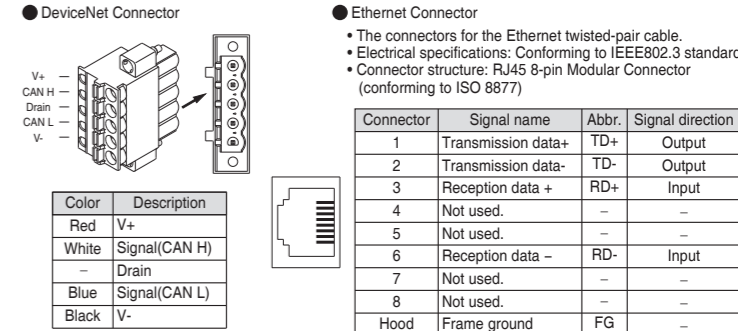 ● DeviceNet Connector
V+
CAN H
Drain
CAN L
V-
Color Description
Red V+
White Signal(CAN H)
– Drain
Blue Signal(CAN L)
Black V-
● Ethernet Connector
• The connectors for the Ethernet twisted-pair cable.
• Electrical specifications: Conforming to IEEE802.3 standard
• Connector structure: RJ45 8-pin Modular Connector
(conforming to ISO 8877)
Connector Signal name Abbr. Signal direction
1 Transmission data+ TD+ Output
2 Transmission data- TD- Output
3 Reception data + RD+ Input
4 Not used. – –
5 Not used. – –
6 Reception data – RD- Input
7 Not used. – –
8 Not used. – –
Hood Frame ground FG –